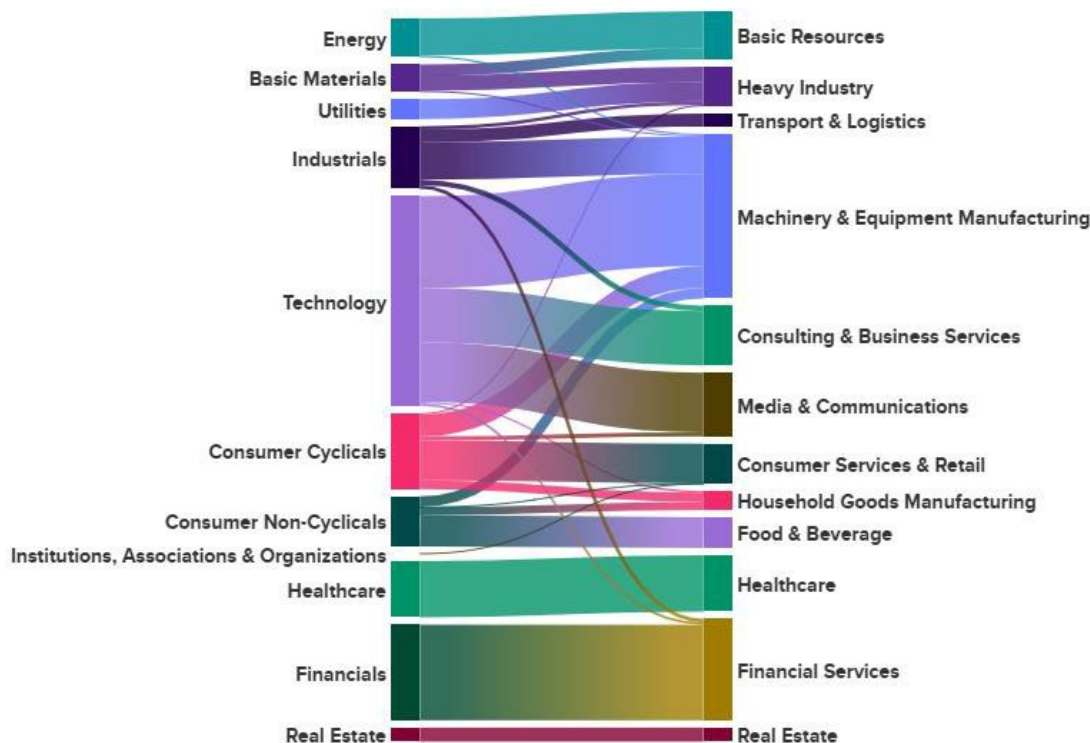 Energy
Basic Materials
Utilities
Industrials
Technology
Consumer Cyclicals
Consumer Non-Cyclicals
Institutions, Associations & Organizations
Healthcare
Financials
Real Estate
Basic Resources
Heavy Industry
Transport & Logistics
Machinery & Equipment Manufacturing
Consulting & Business Services
Media & Communications
Consumer Services & Retail
Household Goods Manufacturing
Food & Beverage
Healthcare
Financial Services
Real Estate